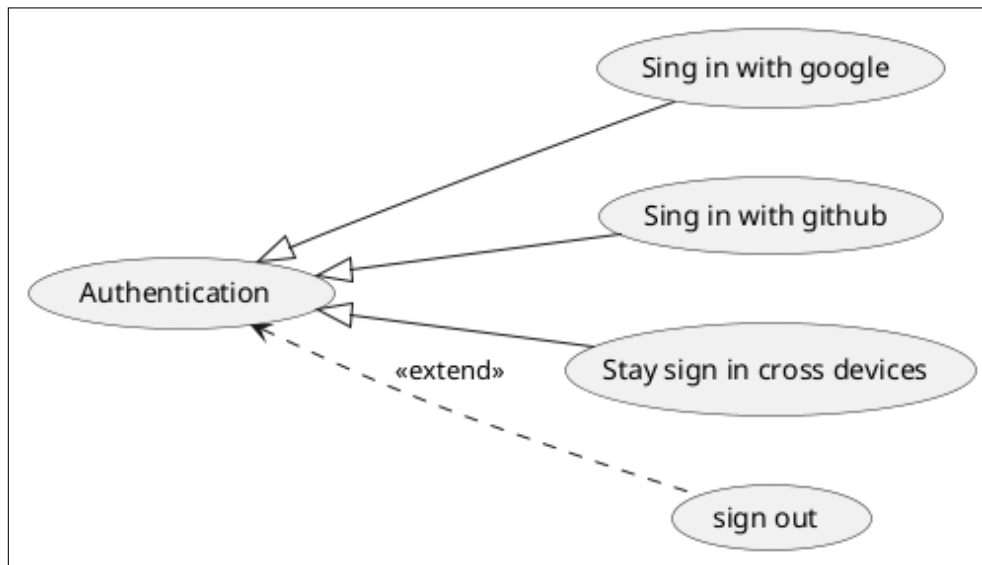 Sing in with google
Sing in with github
Authentication
Stay sign in cross devices
«extend»
sign out